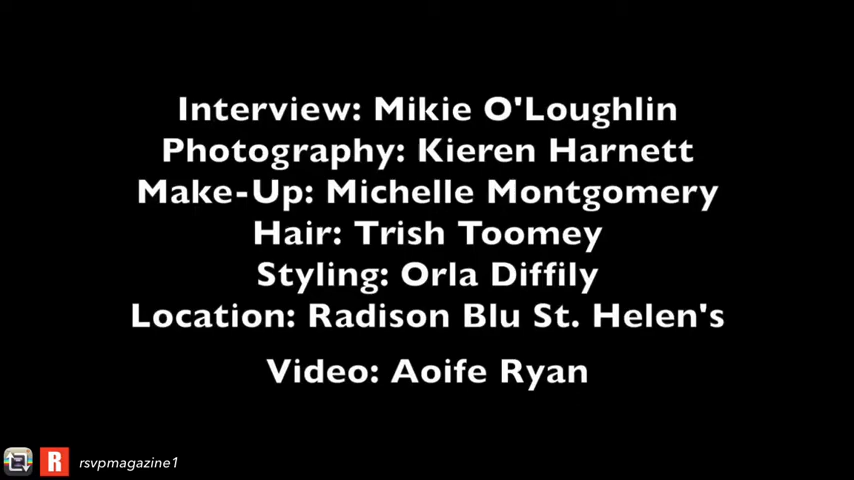 Interview: Mikie O'Loughlin
Photography: Kieren Harnett
Make-Up: Michelle Montgomery
Hair: Trish Toomey
Styling: Orla Diffily
Location: Radison Blu St. Helen's
Video: Aoife Ryan
R rsvpmagazine1